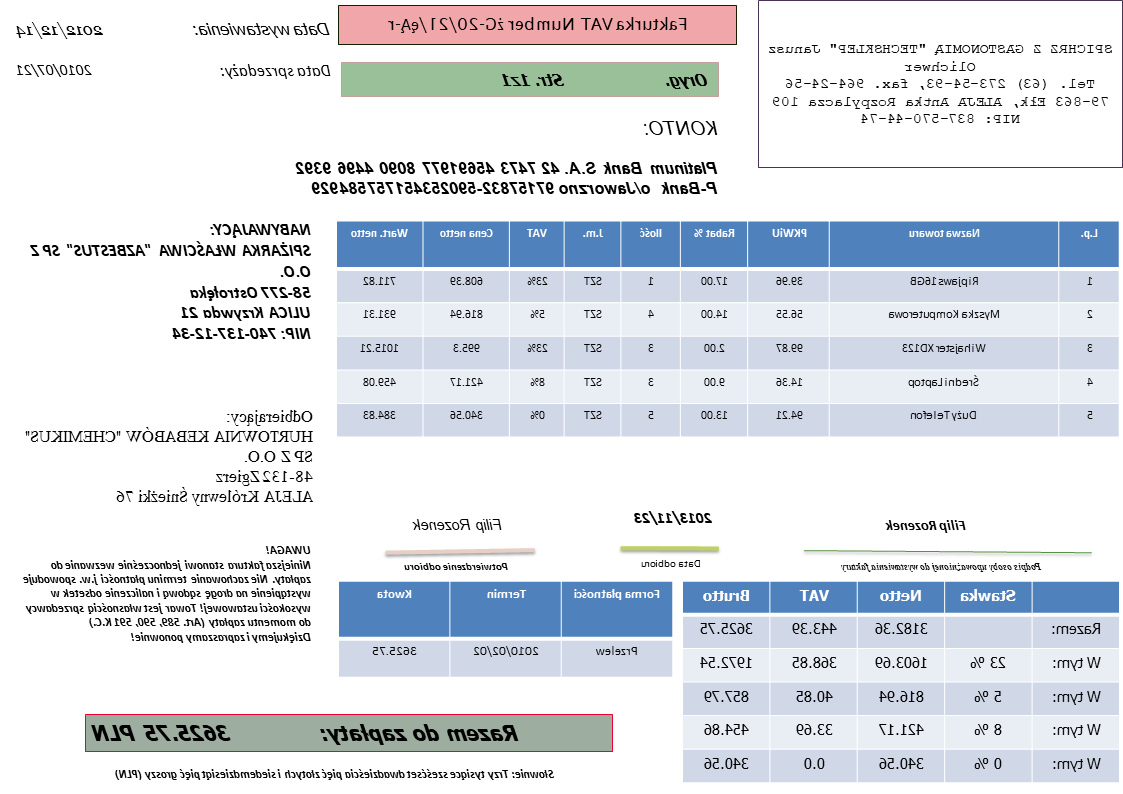 SPICHRZ Z GASTONOMIĄ "TECHSKLEP" Janusz
Olichwer
Tel. (63) 273-54-93, fax. 964-24-56
79-863 Ełk, ALEJA Antka Rozpylacza 109
NIP: 837-570-44-74
Fakturka VAT Number żG-20/21/ęĄ-r
Oryg. Str. 1z1
Data wystawienia: 2012/12/14
Data sprzedaży: 2010/07/21
KONTO:
Platinum Bank S.A. 42 7473 45691977 8090 4496 9392
P-Bank o/Jaworzno 97157832-590253451757584929
L.p. Nazwa towaru PKWiU Rabat % Ilość J.m. VAT Cena netto Wart. netto
1 Ripjaws 16GB 39.96 17.00 1 SZT 23% 608.39 711.82
2 Myszka Komputerowa 56.55 14.00 4 SZT 5% 816.94 931.31
3 Wihajster XD123 99.87 2.00 3 SZT 23% 995.3 1015.21
4 Średni Laptop 14.36 9.00 3 SZT 8% 421.17 459.08
5 Duży Telefon 94.21 13.00 5 SZT 0% 340.56 384.83
NABYWAJĄCY:
SPIŻARKA WŁAŚCIWA "AZBESTUS" SP Z
O.O.
58-277 Ostrołęka
ULICA Krzywda 21
NIP: 740-137-12-34
Odbierający:
HURTOWNIA KEBABÓW "CHEMIKUS"
SP Z O.O.
48-132 Zgierz
ALEJA Królewny Śnieżki 76
Filip Rozenek
Podpis osoby upoważnionej do wystawienia faktury
2013/11/23
Data odbioru
Filip Rozenek
Potwierdzenie odbioru
UWAGA!
Niniejsza faktura stanowi jednocześnie wezwanie do
zapłaty. Nie zachowanie terminu płatności j.w. spowoduje
wystąpienie na drogę sądową i naliczenie odsetek w
wysokości ustawowej! Towar jest własnością sprzedawcy
do momentu zapłaty (Art. 589, 590, 591 K.C.)
Dziękujemy i zapraszamy ponownie!
Stawka Netto VAT Brutto
Razem: 3182.36 443.39 3625.75
W tym: 23 % 1603.69 368.85 1972.54
W tym: 5 % 816.94 40.85 857.79
W tym: 8 % 421.17 33.69 454.86
W tym: 0 % 340.56 0.0 340.56
Forma płatności Termin Kwota
Przelew 2010/02/02 3625.75
Razem do zapłaty: 3625.75 PLN
Słownie: Trzy tysiące sześćset dwadzieścia pięć złotych i siedemdziesiąt pięć groszy (PLN)